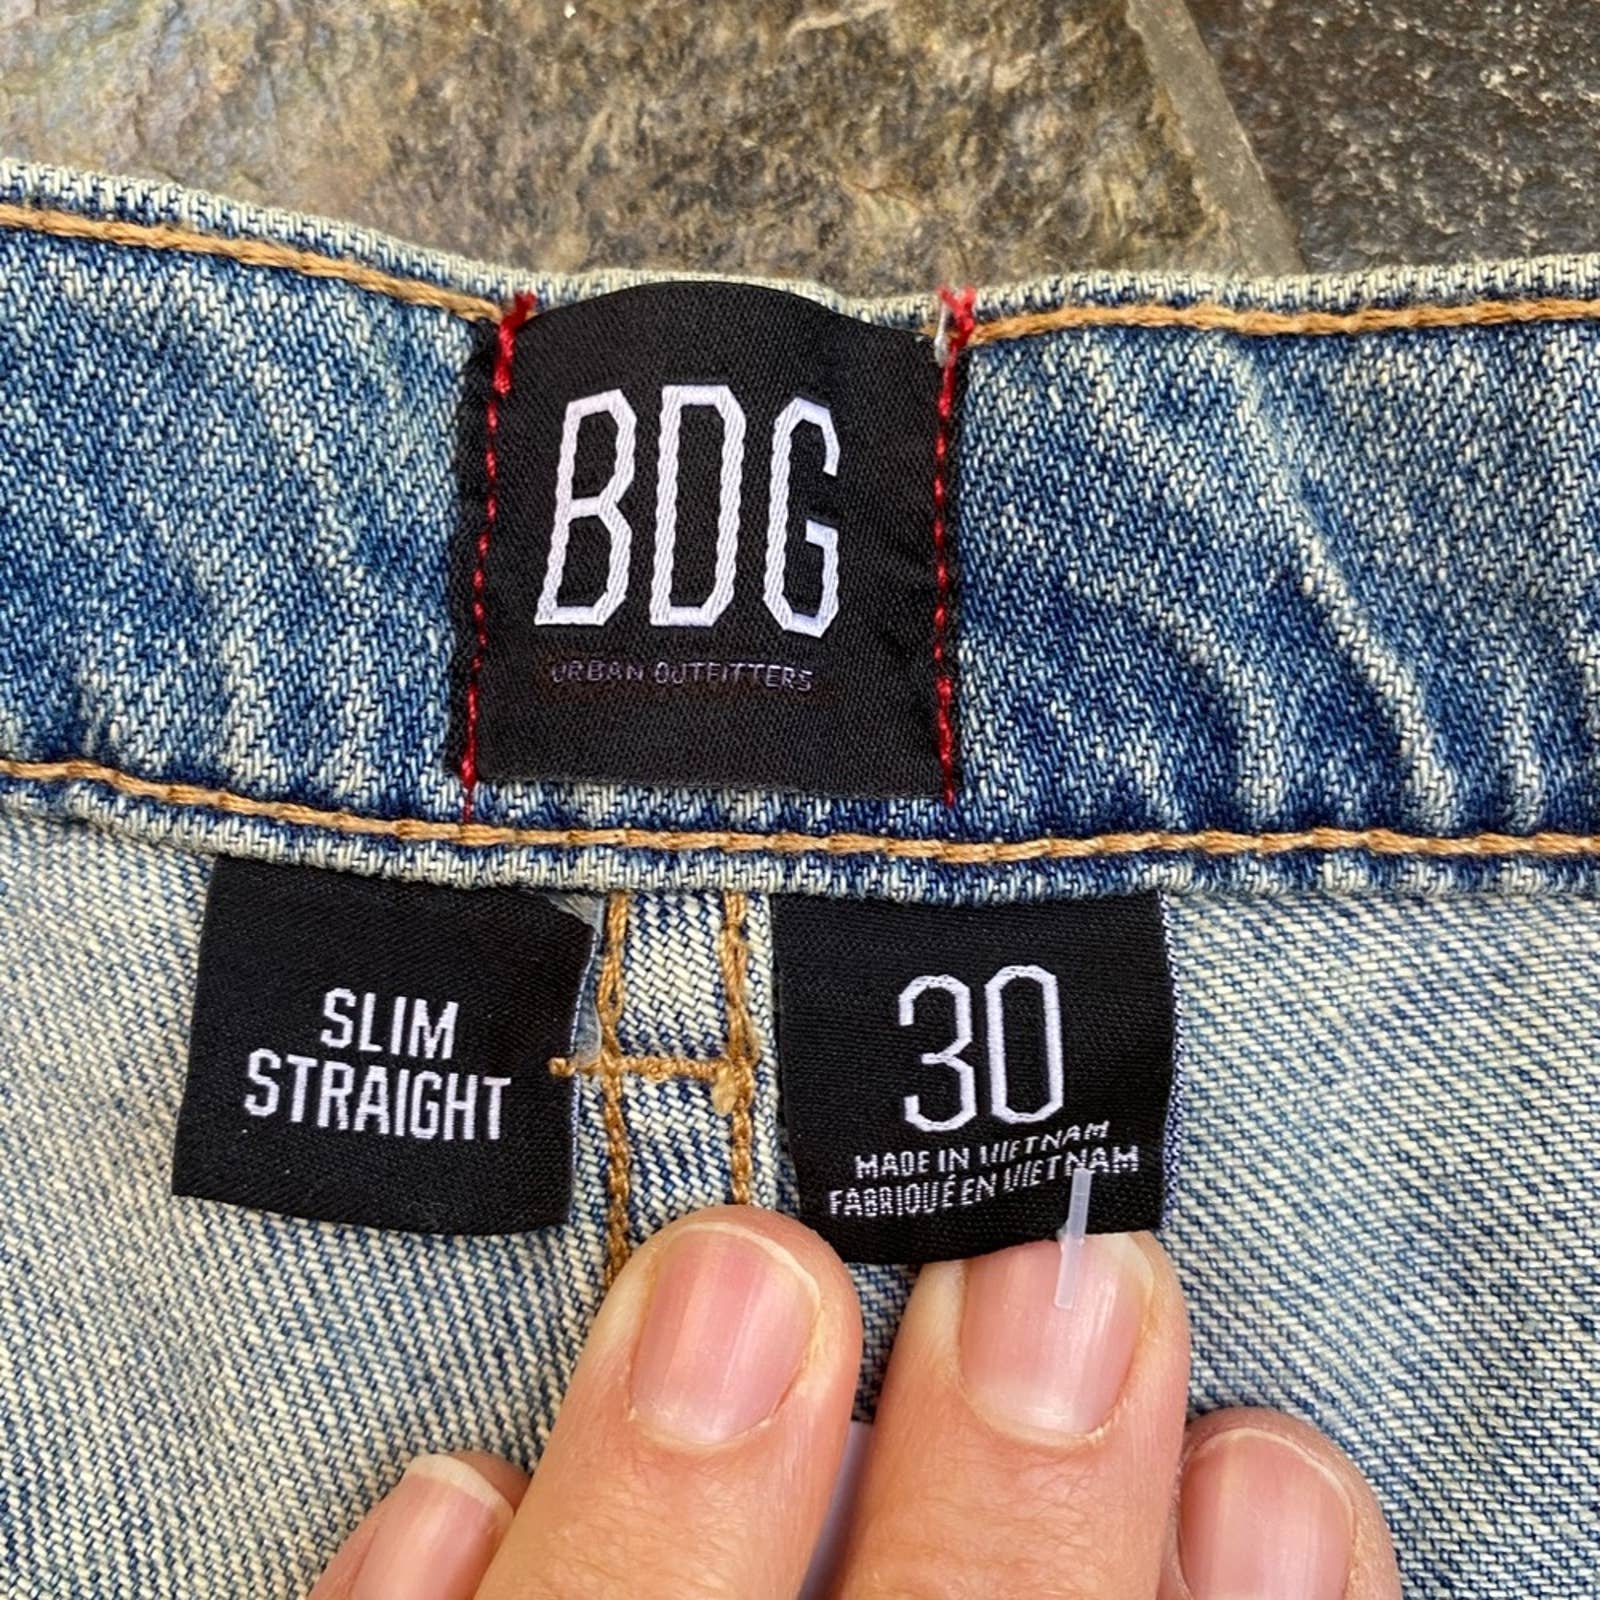 BDG
URBAN OUTFITTERS
SLIM
STRAIGHT
30
MADE IN VIETNAM
FABRIQUÉ EN VIETNAM